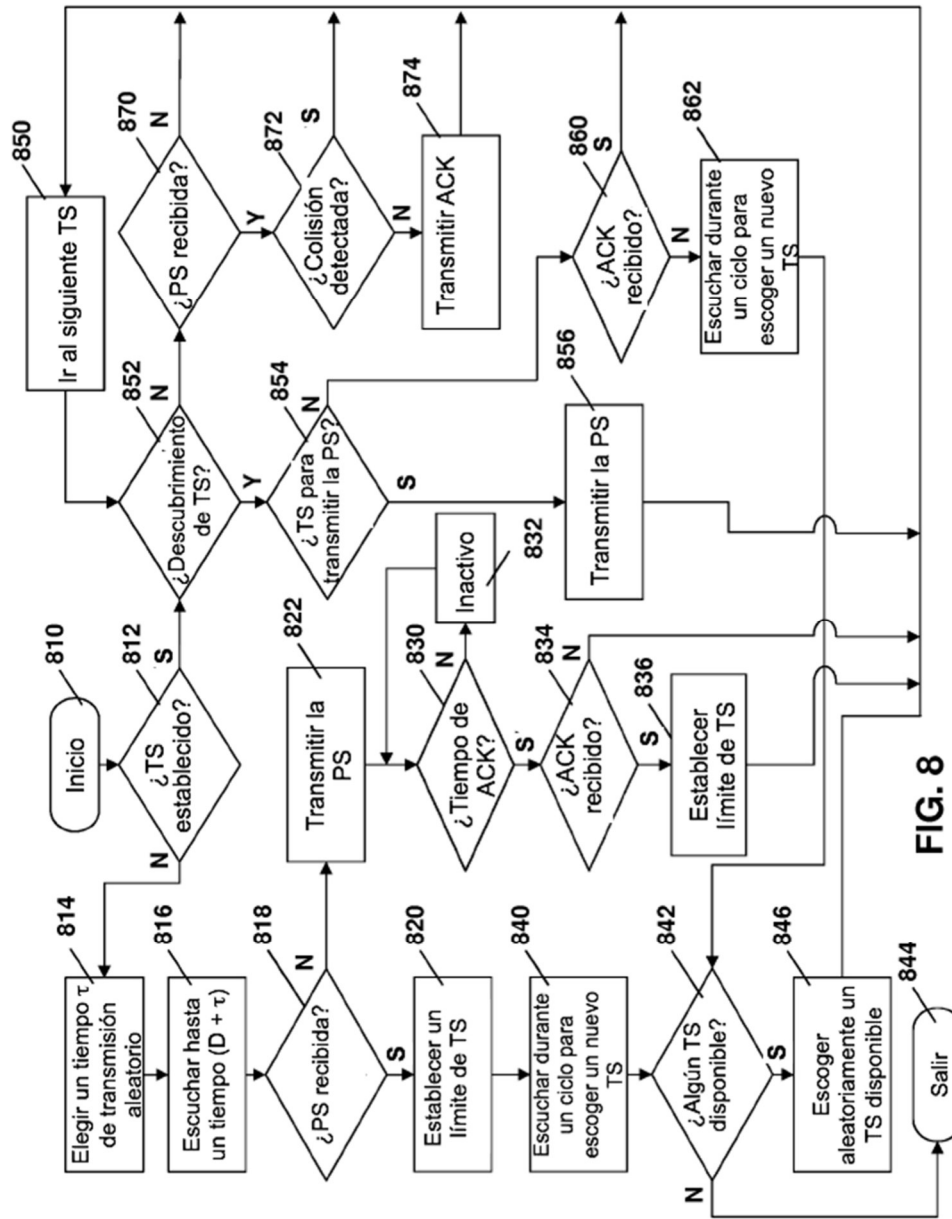 810
Inicio
812
¿TS
establecido?
N
S
814
Elegir un tiempo τ
de transmisión
aleatorio
816
Escuchar hasta
un tiempo (D + τ)
818
¿PS recibida?
N
S
820
Establecer un
límite de TS
840
Escuchar durante
un ciclo para
escoger un nuevo
TS
842
¿Algún TS
disponible?
N
S
846
Escoger
aleatoriamente un
TS disponible
844
Salir
822
Transmitir la
PS
830
¿Tiempo de
ACK?
N
S
832
Inactivo
834
¿ACK
recibido?
N
S
836
Establecer
límite de TS
850
Ir al siguiente TS
852
¿Descubrimiento
de TS?
N
Y
854
¿TS para
transmitir la PS?
N
S
856
Transmitir la PS
870
¿PS recibida?
N
Y
872
¿Colisión
detectada?
S
N
874
Transmitir ACK
860
¿ACK
recibido?
S
N
862
Escuchar durante
un ciclo para
escoger un nuevo
TS
FIG. 8